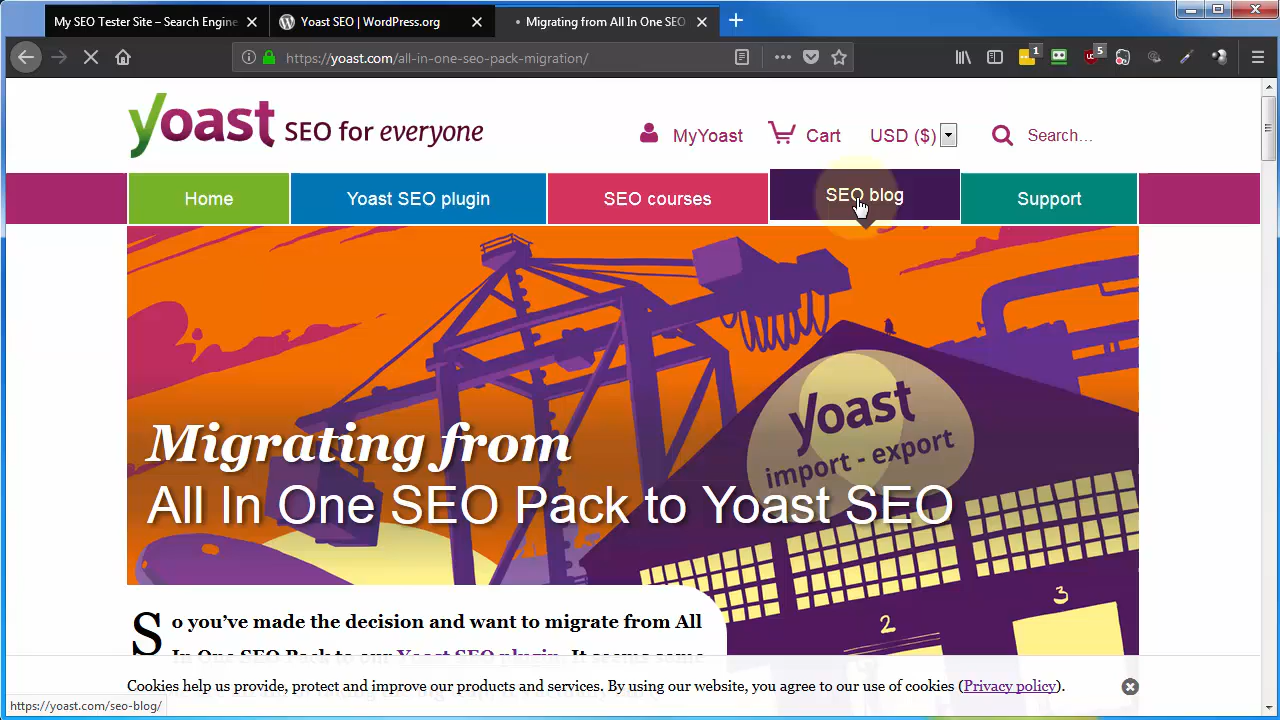 My SEO Tester Site – Search Engine
Yoast SEO | WordPress.org
Migrating from All In One SEO
https://yoast.com/all-in-one-seo-pack-migration/
1
5
yoast SEO for everyone
MyYoast
Cart
USD ($)
Search...
Home
Yoast SEO plugin
SEO courses
SEO blog
Support
yoast
import - export
Migrating from
All In One SEO Pack to Yoast SEO
2
3
So you’ve made the decision and want to migrate from All
In One SEO Pack to our Yoast SEO plugin. It seems some
Cookies help us provide, protect and improve our products and services. By using our website, you agree to our use of cookies (Privacy policy).
https://yoast.com/seo-blog/